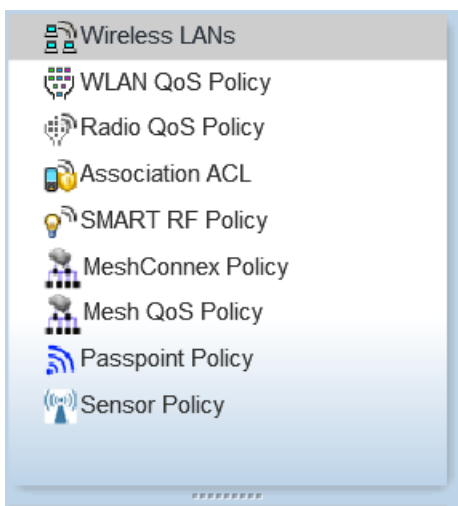 Wireless LANs
WLAN QoS Policy
Radio QoS Policy
Association ACL
SMART RF Policy
MeshConnex Policy
Mesh QoS Policy
Passpoint Policy
Sensor Policy